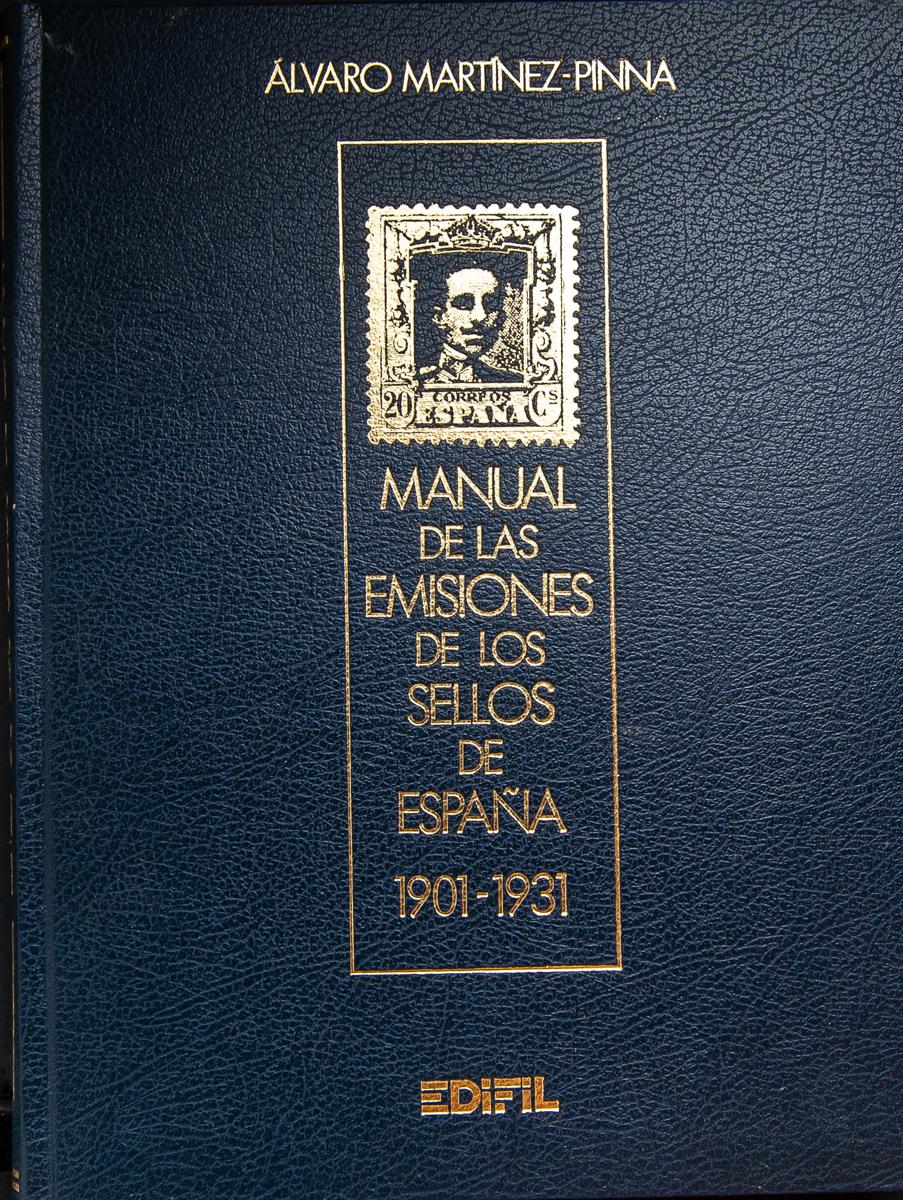 ÁLVARO MARTÍNEZ-PINNA
CORREOS
20 ESPAÑA Cs
MANUAL
DE LAS
EMISIONES
DE LOS
SELLOS
DE
ESPAÑA
1901-1931
EDIFIL